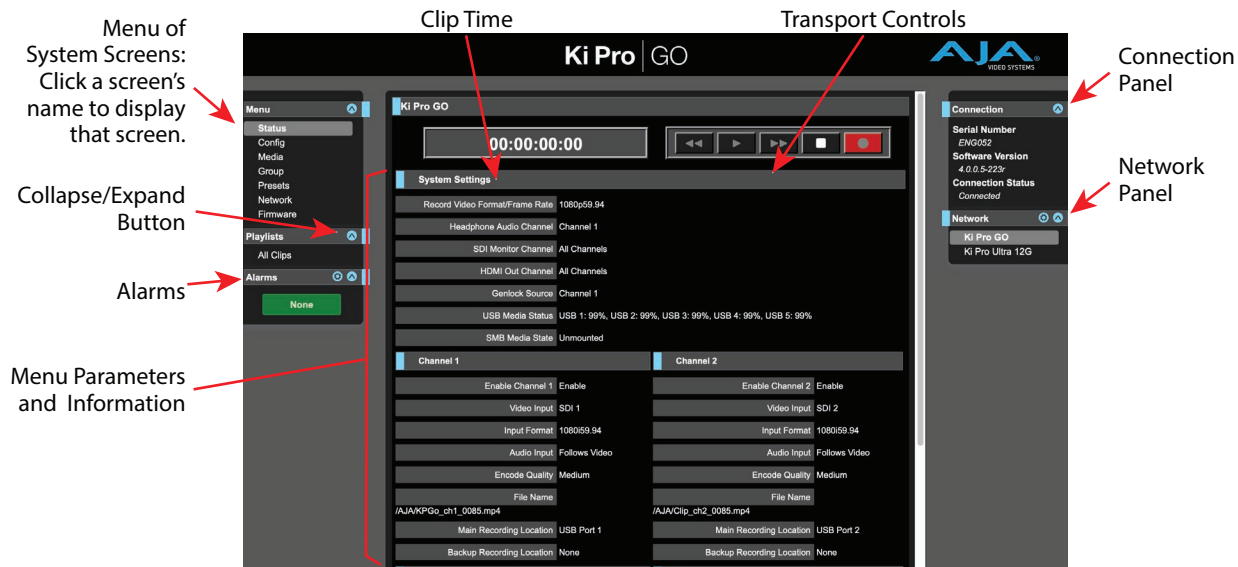 Menu of
System Screens:
Click a screen's
name to display
that screen.
Clip Time
Transport Controls
Connection
Panel
Network
Panel
Collapse/Expand
Button
Alarms
Menu Parameters
and Information
Ki Pro GO
AJA®
VIDEO SYSTEMS
Menu
Status
Config
Media
Group
Presets
Network
Firmware
Playlists
All Clips
Alarms
None
Ki Pro GO
00:00:00:00
System Settings
Record Video Format/Frame Rate 1080p59.94
Headphone Audio Channel Channel 1
SDI Monitor Channel All Channels
HDMI Out Channel All Channels
Genlock Source Channel 1
USB Media Status USB 1: 99%, USB 2: 99%, USB 3: 99%, USB 4: 99%, USB 5: 99%
SMB Media State Unmounted
Channel 1
Enable Channel 1 Enable
Video Input SDI 1
Input Format 1080i59.94
Audio Input Follows Video
Encode Quality Medium
File Name
/AJA/KPGo_ch1_0085.mp4
Main Recording Location USB Port 1
Backup Recording Location None
Channel 2
Enable Channel 2 Enable
Video Input SDI 2
Input Format 1080i59.94
Audio Input Follows Video
Encode Quality Medium
File Name
/AJA/Clip_ch2_0085.mp4
Main Recording Location USB Port 2
Backup Recording Location None
Connection
Serial Number
ENG052
Software Version
4.0.0.5-223r
Connection Status
Connected
Network
Ki Pro GO
Ki Pro Ultra 12G